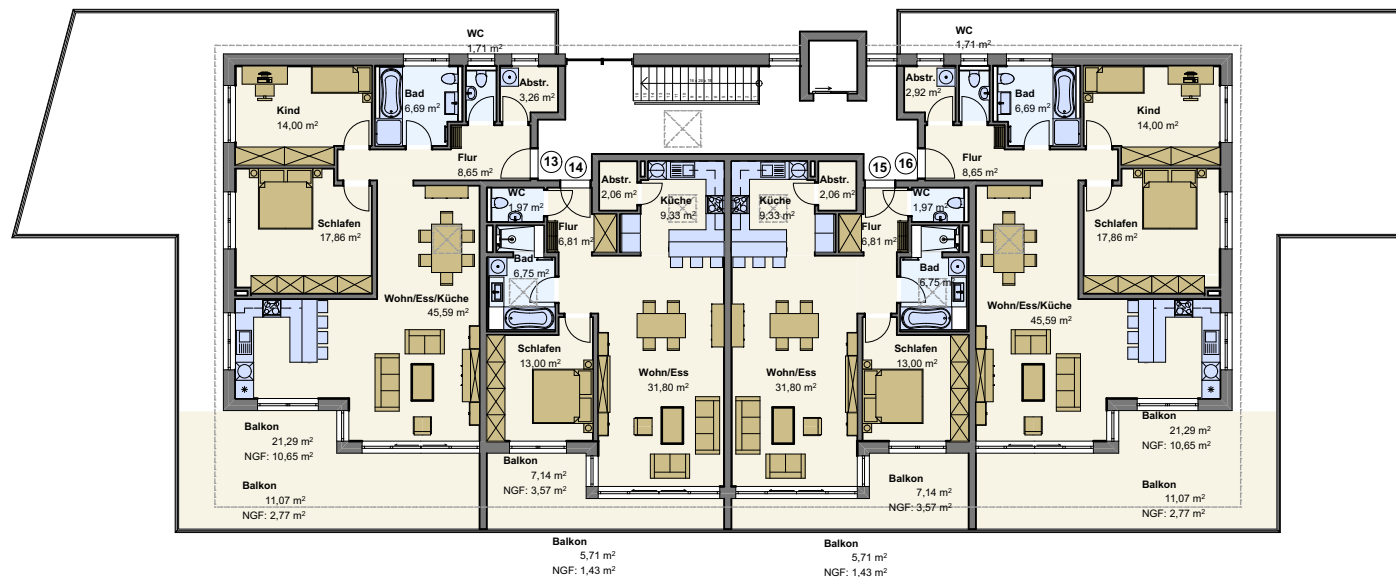 WC
1,71 m²
Abstr.
3,26 m²
Bad
6,69 m²
Kind
14,00 m²
Flur
8,65 m²
Schlafen
17,86 m²
Wohn/Ess/Küche
45,59 m²
13
14
WC
1,97 m²
Flur
6,81 m²
Bad
6,75 m²
Abstr.
2,06 m²
Küche
9,33 m²
Schlafen
13,00 m²
Wohn/Ess
31,80 m²
Balkon
21,29 m²
NGF: 10,65 m²
Balkon
11,07 m²
NGF: 2,77 m²
Balkon
7,14 m²
NGF: 3,57 m²
Balkon
5,71 m²
NGF: 1,43 m²
15
16
Küche
9,33 m²
Abstr.
2,06 m²
WC
1,97 m²
Flur
6,81 m²
Bad
6,75 m²
Wohn/Ess
31,80 m²
Schlafen
13,00 m²
Balkon
7,14 m²
NGF: 3,57 m²
Balkon
5,71 m²
NGF: 1,43 m²
WC
1,71 m²
Abstr.
2,92 m²
Bad
6,69 m²
Kind
14,00 m²
Flur
8,65 m²
Schlafen
17,86 m²
Wohn/Ess/Küche
45,59 m²
Balkon
21,29 m²
NGF: 10,65 m²
Balkon
11,07 m²
NGF: 2,77 m²